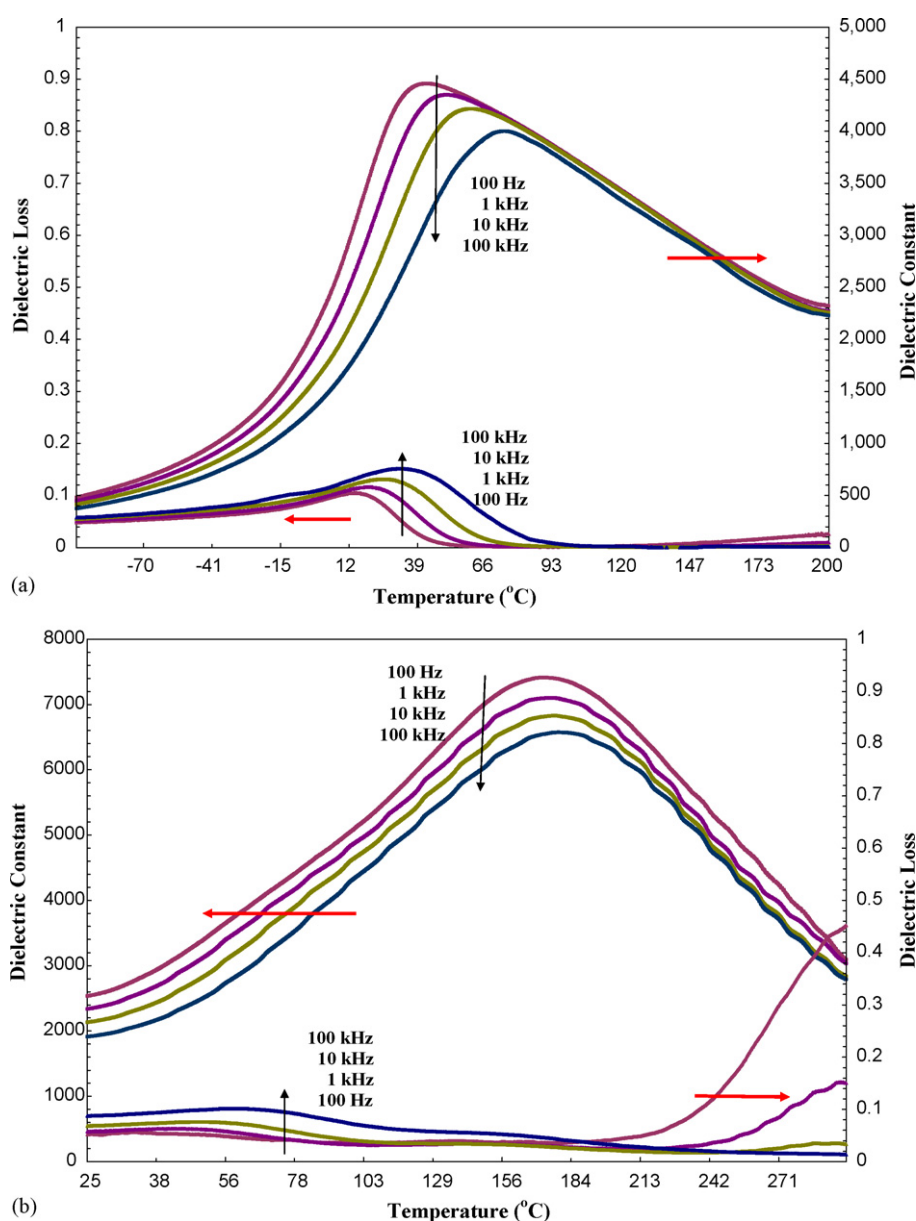 1
0.9
0.8
0.7
0.6
0.5
0.4
0.3
0.2
0.1
0
Dielectric Loss
5,000
4,500
4,000
3,500
3,000
2,500
2,000
1,500
1,000
500
0
Dielectric Constant
100 Hz
1 kHz
10 kHz
100 kHz
100 kHz
10 kHz
1 kHz
100 Hz
-70 -41 -15 12 39 66 93 120 147 173 200
(a)
Temperature (°C)
8000
7000
6000
5000
4000
3000
2000
1000
0
Dielectric Constant
1
0.9
0.8
0.7
0.6
0.5
0.4
0.3
0.2
0.1
0
Dielectric Loss
100 Hz
1 kHz
10 kHz
100 kHz
100 kHz
10 kHz
1 kHz
100 Hz
25 38 56 78 103 129 156 184 213 242 271
(b)
Temperature (°C)